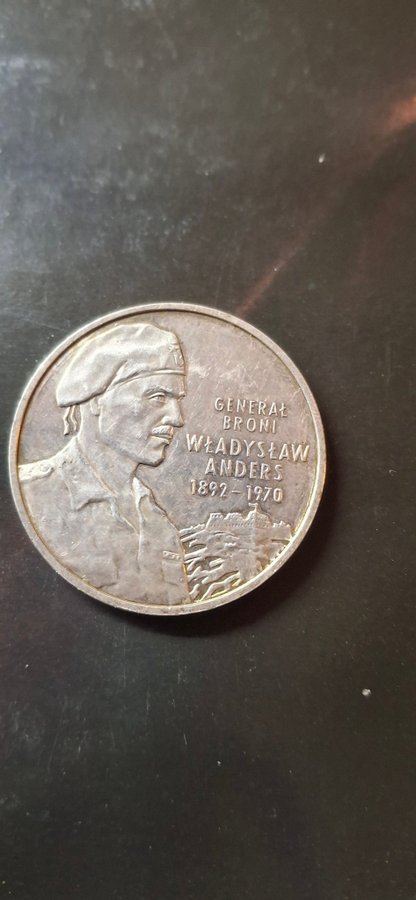 GENERAŁ
BRONI
WŁADYSŁAW
ANDERS
1892-1970